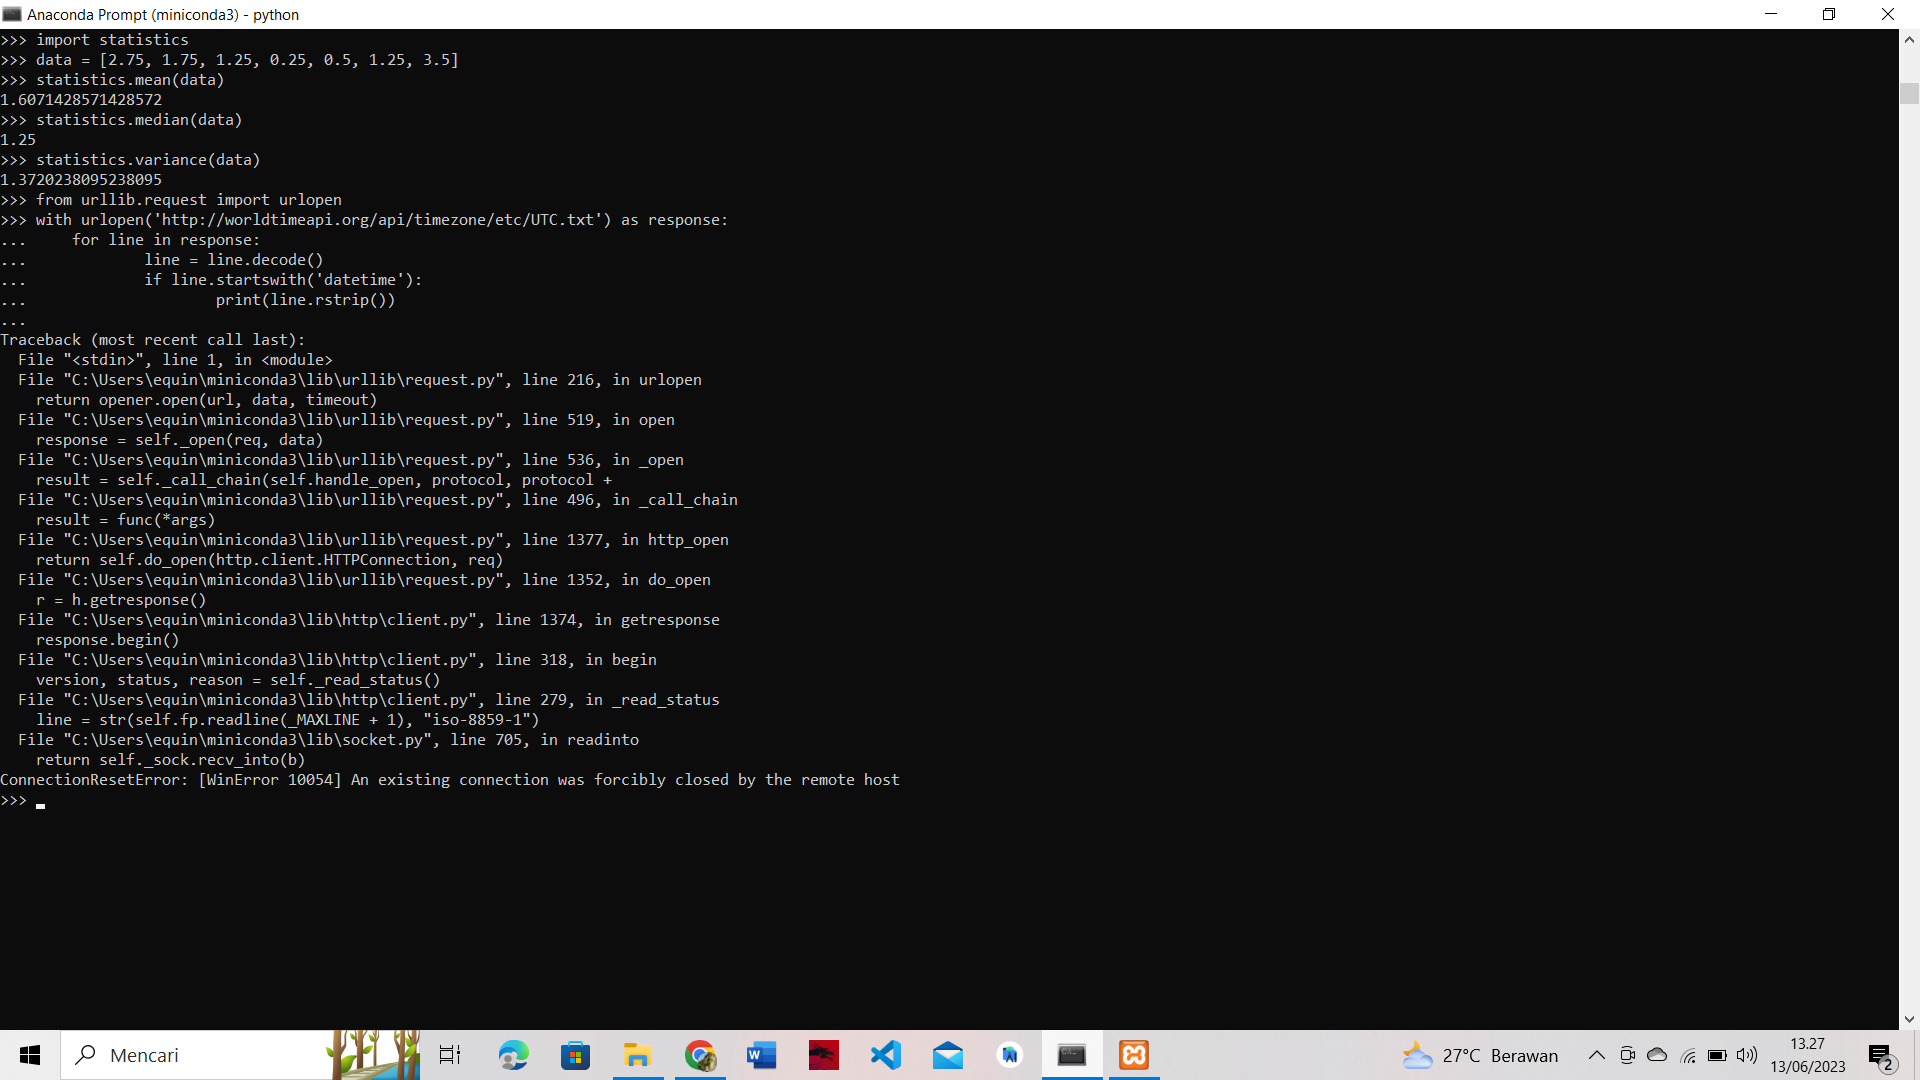 Anaconda Prompt (miniconda3) - python
>>> import statistics
>>> data = [2.75, 1.75, 1.25, 0.25, 0.5, 1.25, 3.5]
>>> statistics.mean(data)
1.6071428571428572
>>> statistics.median(data)
1.25
>>> statistics.variance(data)
1.3720238095238095
>>> from urllib.request import urlopen
>>> with urlopen('http://worldtimeapi.org/api/timezone/etc/UTC.txt') as response:
...     for line in response:
...             line = line.decode()
...             if line.startswith('datetime'):
...                     print(line.rstrip())
...
Traceback (most recent call last):
  File "<stdin>", line 1, in <module>
  File "C:\Users\equin\miniconda3\lib\urllib\request.py", line 216, in urlopen
    return opener.open(url, data, timeout)
  File "C:\Users\equin\miniconda3\lib\urllib\request.py", line 519, in open
    response = self._open(req, data)
  File "C:\Users\equin\miniconda3\lib\urllib\request.py", line 536, in _open
    result = self._call_chain(self.handle_open, protocol, protocol +
  File "C:\Users\equin\miniconda3\lib\urllib\request.py", line 496, in _call_chain
    result = func(*args)
  File "C:\Users\equin\miniconda3\lib\urllib\request.py", line 1377, in http_open
    return self.do_open(http.client.HTTPConnection, req)
  File "C:\Users\equin\miniconda3\lib\urllib\request.py", line 1352, in do_open
    r = h.getresponse()
  File "C:\Users\equin\miniconda3\lib\http\client.py", line 1374, in getresponse
    response.begin()
  File "C:\Users\equin\miniconda3\lib\http\client.py", line 318, in begin
    version, status, reason = self._read_status()
  File "C:\Users\equin\miniconda3\lib\http\client.py", line 279, in _read_status
    line = str(self.fp.readline(_MAXLINE + 1), "iso-8859-1")
  File "C:\Users\equin\miniconda3\lib\socket.py", line 705, in readinto
    return self._sock.recv_into(b)
ConnectionResetError: [WinError 10054] An existing connection was forcibly closed by the remote host
>>>
Mencari
27°C Berawan
13.27
13/06/2023
2